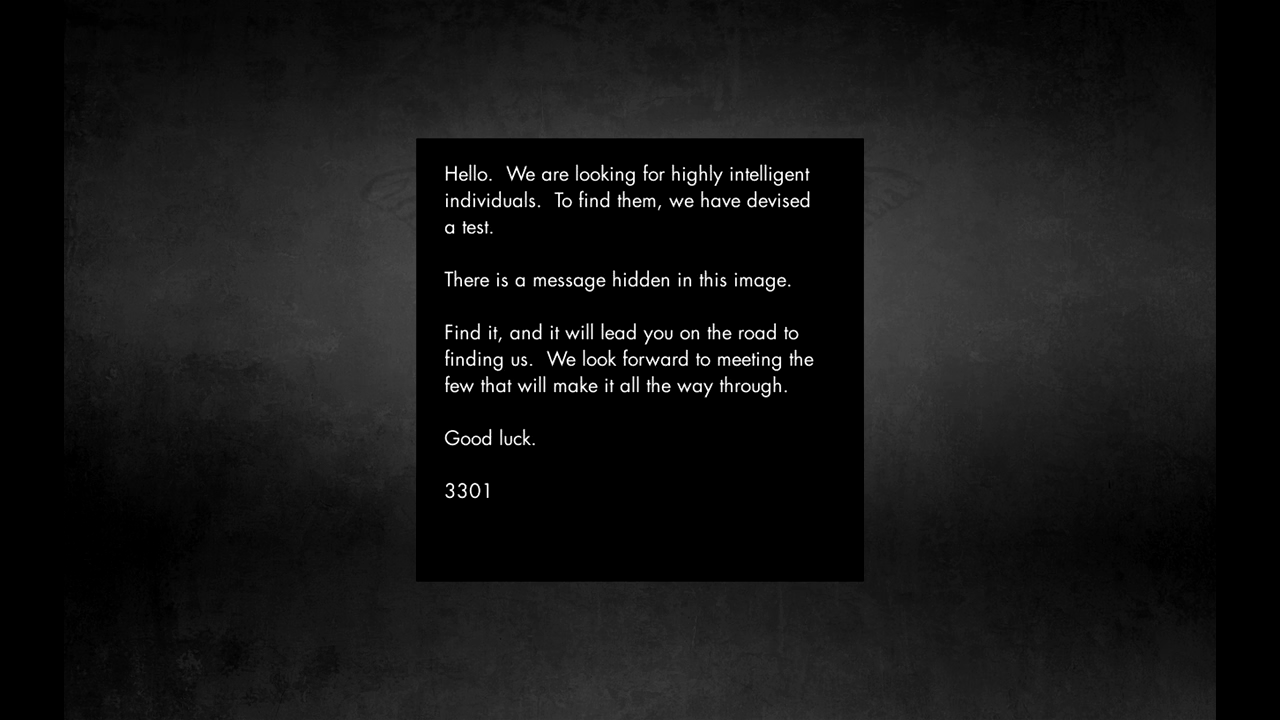 Hello.  We are looking for highly intelligent
individuals.  To find them, we have devised
a test.
There is a message hidden in this image.
Find it, and it will lead you on the road to
finding us.  We look forward to meeting the
few that will make it all the way through.
Good luck.
3301